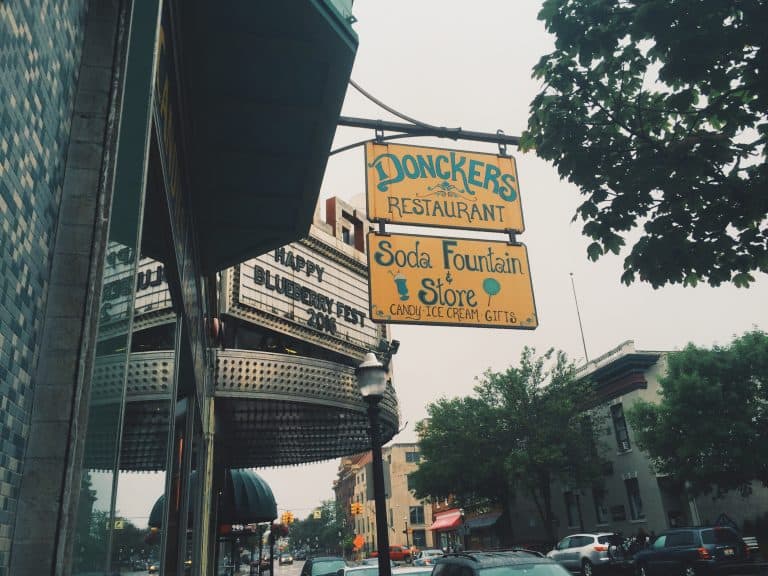 DONCKERS
RESTAURANT
SODA FOUNTAIN
&
STORE
CANDY·ICE CREAM GIFTS
HAPPY
BLUEBERRY FEST
2016